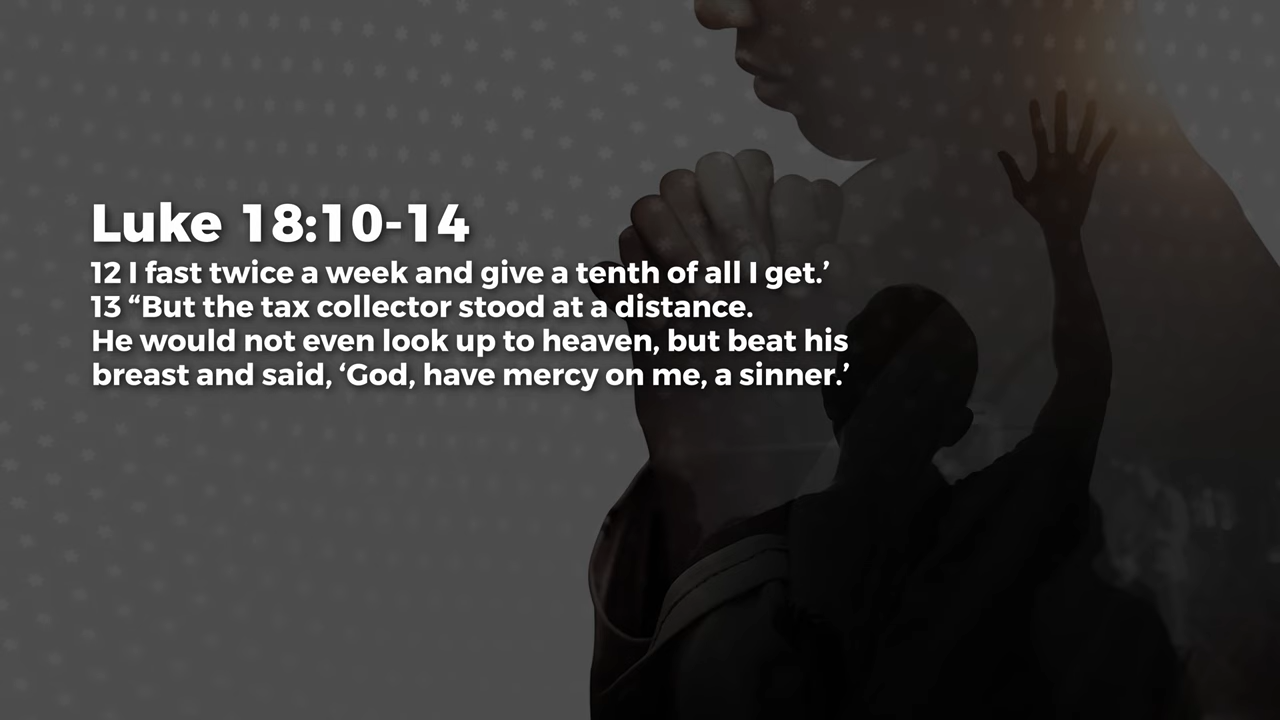 Luke 18:10-14
12 I fast twice a week and give a tenth of all I get.’
13 “But the tax collector stood at a distance.
He would not even look up to heaven, but beat his
breast and said, ‘God, have mercy on me, a sinner.’